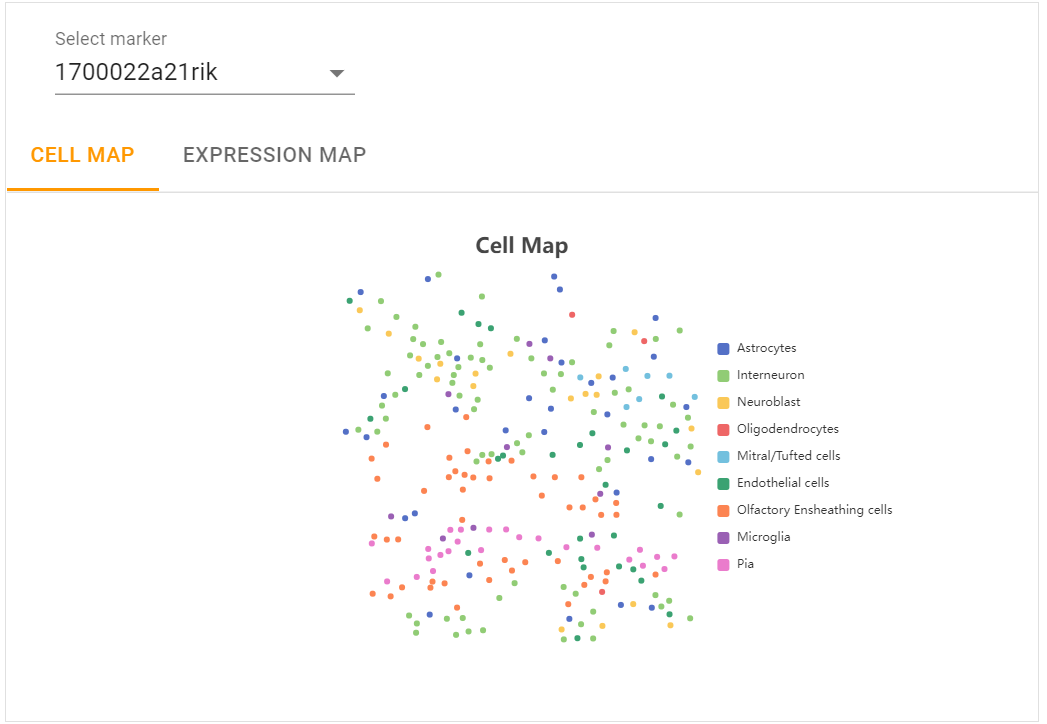 Select marker
1700022a21rik
CELL MAP EXPRESSION MAP
Cell Map
Astrocytes
Interneuron
Neuroblast
Oligodendrocytes
Mitral/Tufted cells
Endothelial cells
Olfactory Ensheathing cells
Microglia
Pia